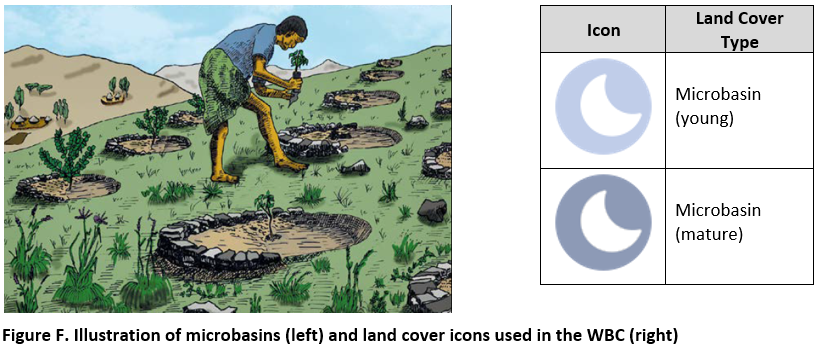 Icon
Land Cover
Type
Microbasin
(young)
Microbasin
(mature)
Figure F. Illustration of microbasins (left) and land cover icons used in the WBC (right)